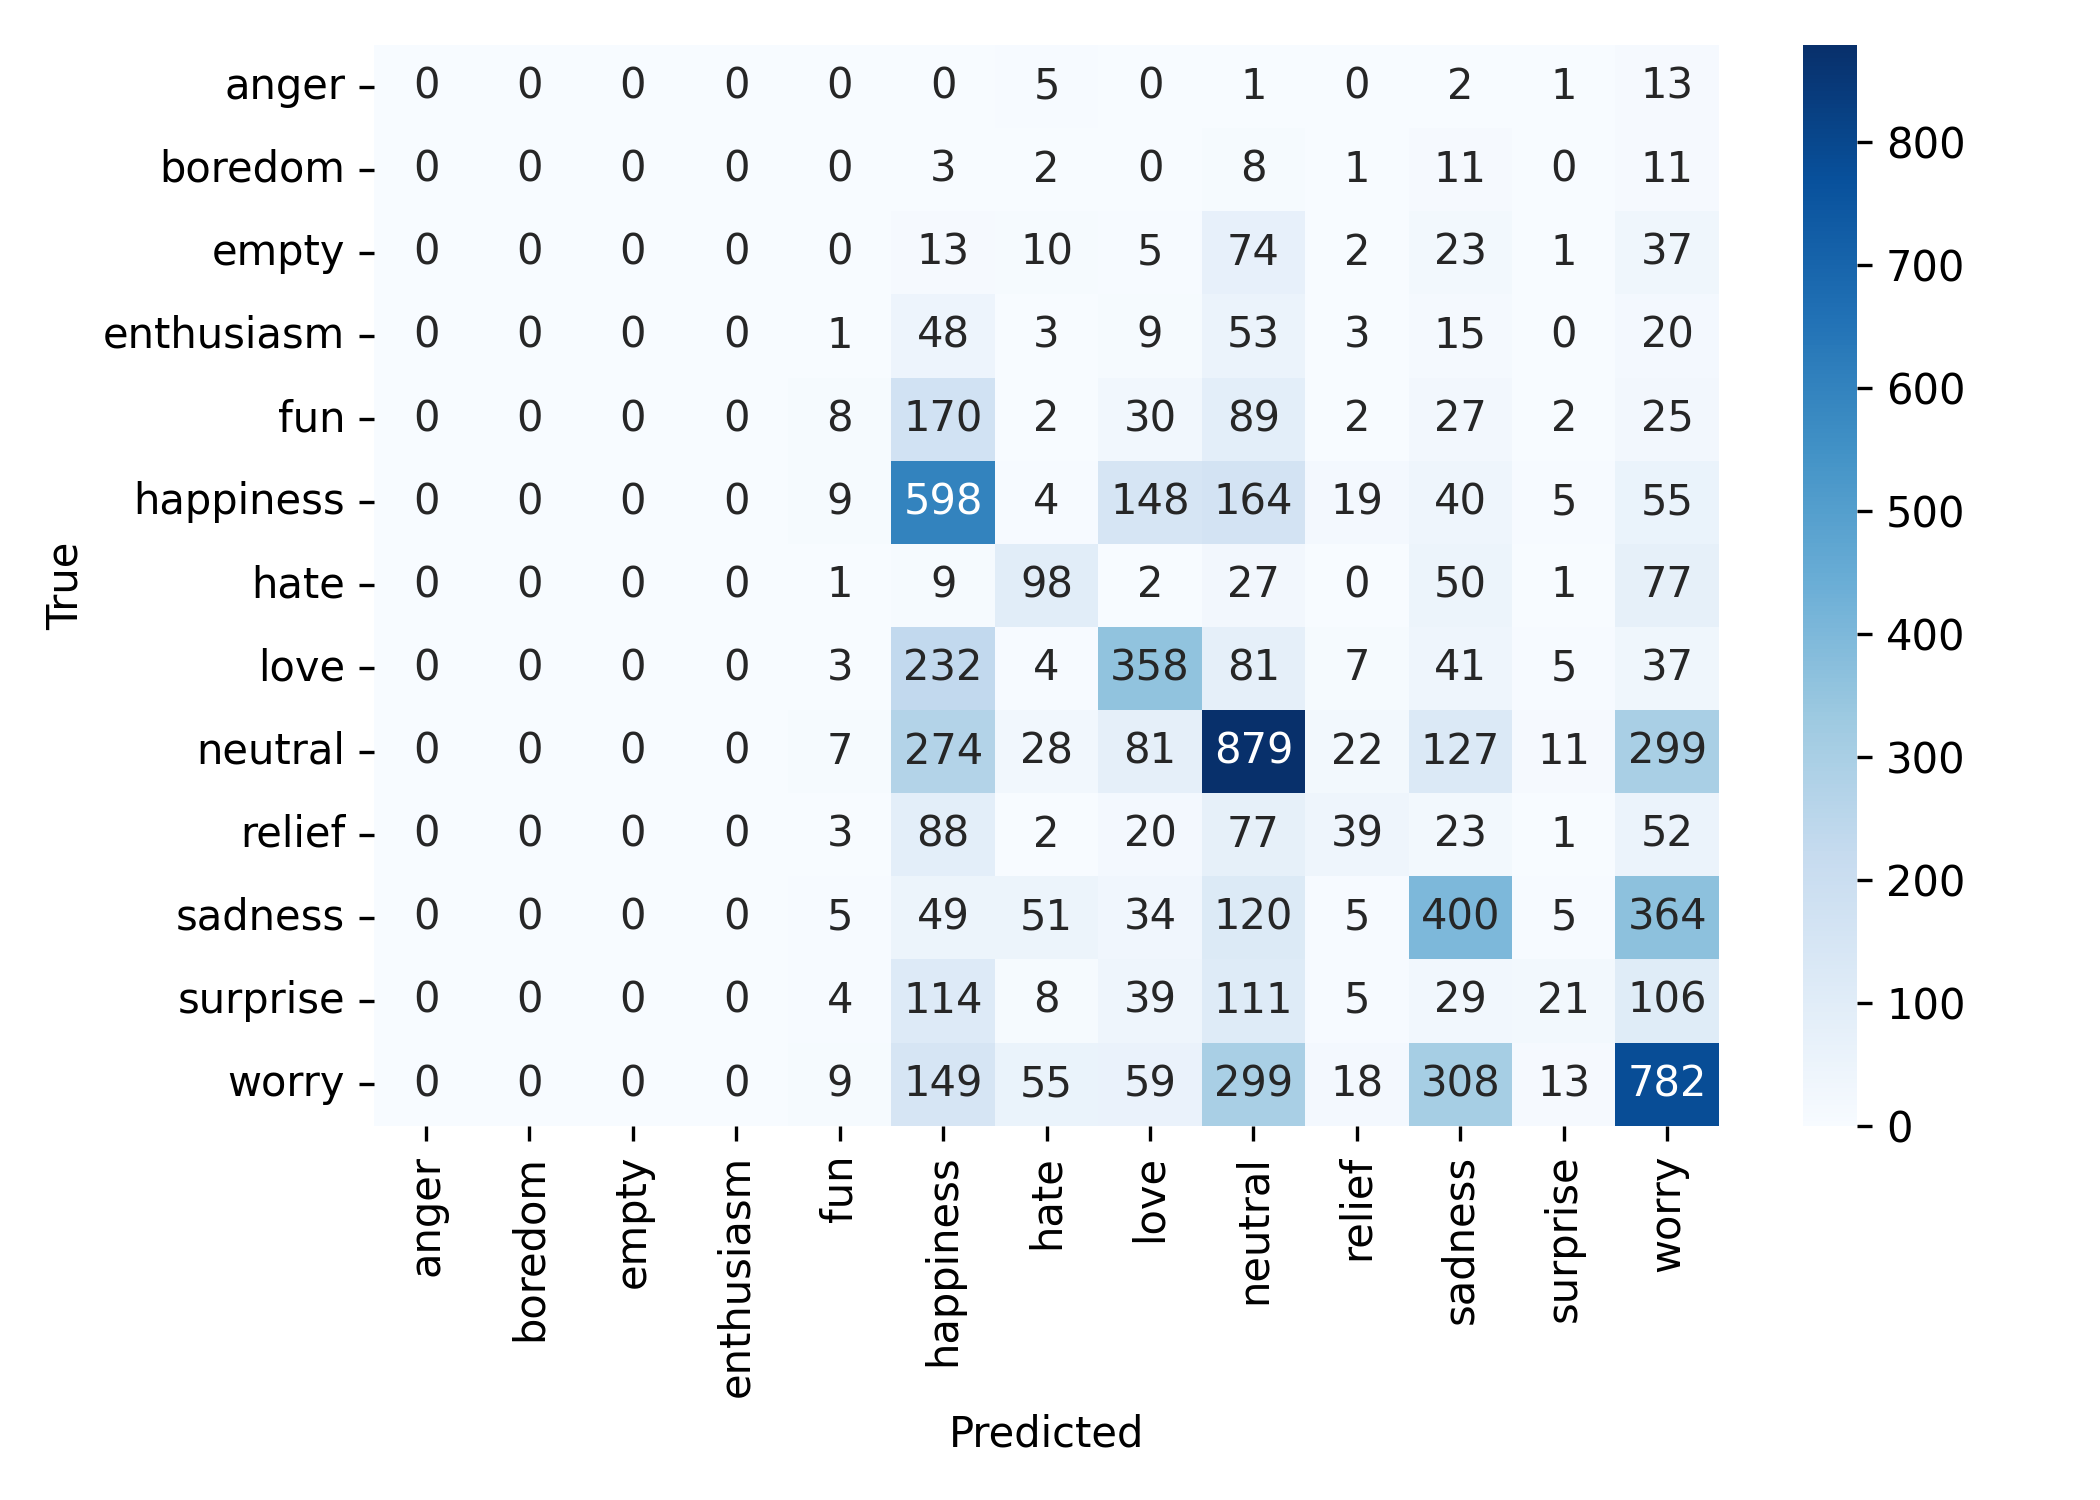 anger 0 0 0 0 0 0 5 0 1 0 2 1 13
boredom 0 0 0 0 0 3 2 0 8 1 11 0 11
empty 0 0 0 0 0 13 10 5 74 2 23 1 37
enthusiasm 0 0 0 0 1 48 3 9 53 3 15 0 20
fun 0 0 0 0 8 170 2 30 89 2 27 2 25
happiness 0 0 0 0 9 598 4 148 164 19 40 5 55
hate 0 0 0 0 1 9 98 2 27 0 50 1 77
love 0 0 0 0 3 232 4 358 81 7 41 5 37
neutral 0 0 0 0 7 274 28 81 879 22 127 11 299
relief 0 0 0 0 3 88 2 20 77 39 23 1 52
sadness 0 0 0 0 5 49 51 34 120 5 400 5 364
surprise 0 0 0 0 4 114 8 39 111 5 29 21 106
worry 0 0 0 0 9 149 55 59 299 18 308 13 782
True
anger boredom empty enthusiasm fun happiness hate love neutral relief sadness surprise worry
Predicted
800
700
600
500
400
300
200
100
0